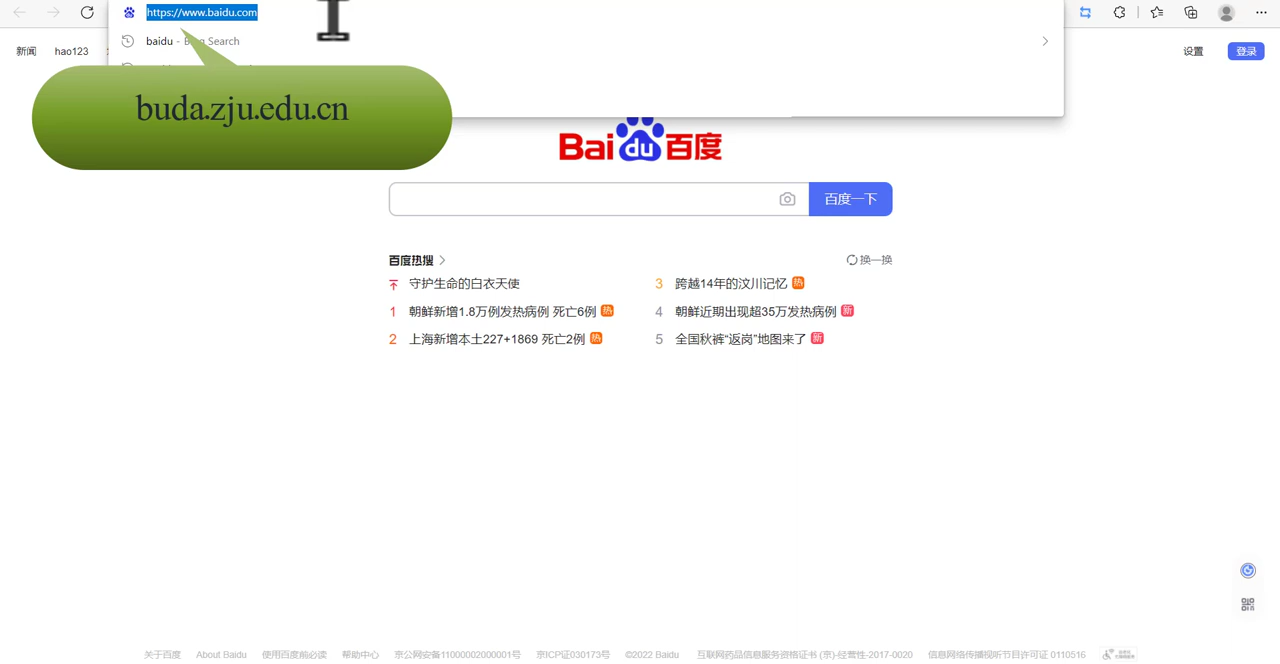 https://www.baidu.com
baidu - Bing Search
新闻 hao123
设置 登录
buda.zju.edu.cn
Bai du 百度
百度一下
百度热搜
换一换
守护生命的白衣天使
3 跨越14年的汶川记忆 热
1 朝鲜新增1.8万例发热病例 死亡6例 热
4 朝鲜近期出现超35万发热病例 新
2 上海新增本土227+1869 死亡2例 热
5 全国秋裤“返岗”地图来了 新
关于百度 About Baidu 使用百度前必读 帮助中心 京公网安备11000002000001号 京ICP证030173号 ©2022 Baidu 互联网药品信息服务资格证书 (京)-经营性-2017-0020 信息网络传播视听节目许可证 0110516